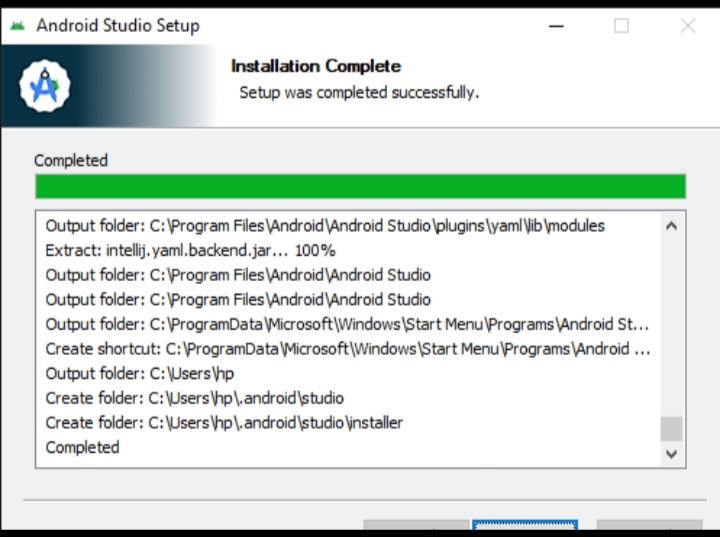 Android Studio Setup
Installation Complete
Setup was completed successfully.
Completed
Output folder: C:\Program Files\Android\Android Studio\plugins\yaml\lib\modules
Extract: intellij.yaml.backend.jar... 100%
Output folder: C:\Program Files\Android\Android Studio
Output folder: C:\Program Files\Android\Android Studio
Output folder: C:\ProgramData\Microsoft\Windows\Start Menu\Programs\Android St...
Create shortcut: C:\ProgramData\Microsoft\Windows\Start Menu\Programs\Android ...
Output folder: C:\Users\hp
Create folder: C:\Users\hp\.android\studio
Create folder: C:\Users\hp\.android\studio\installer
Completed